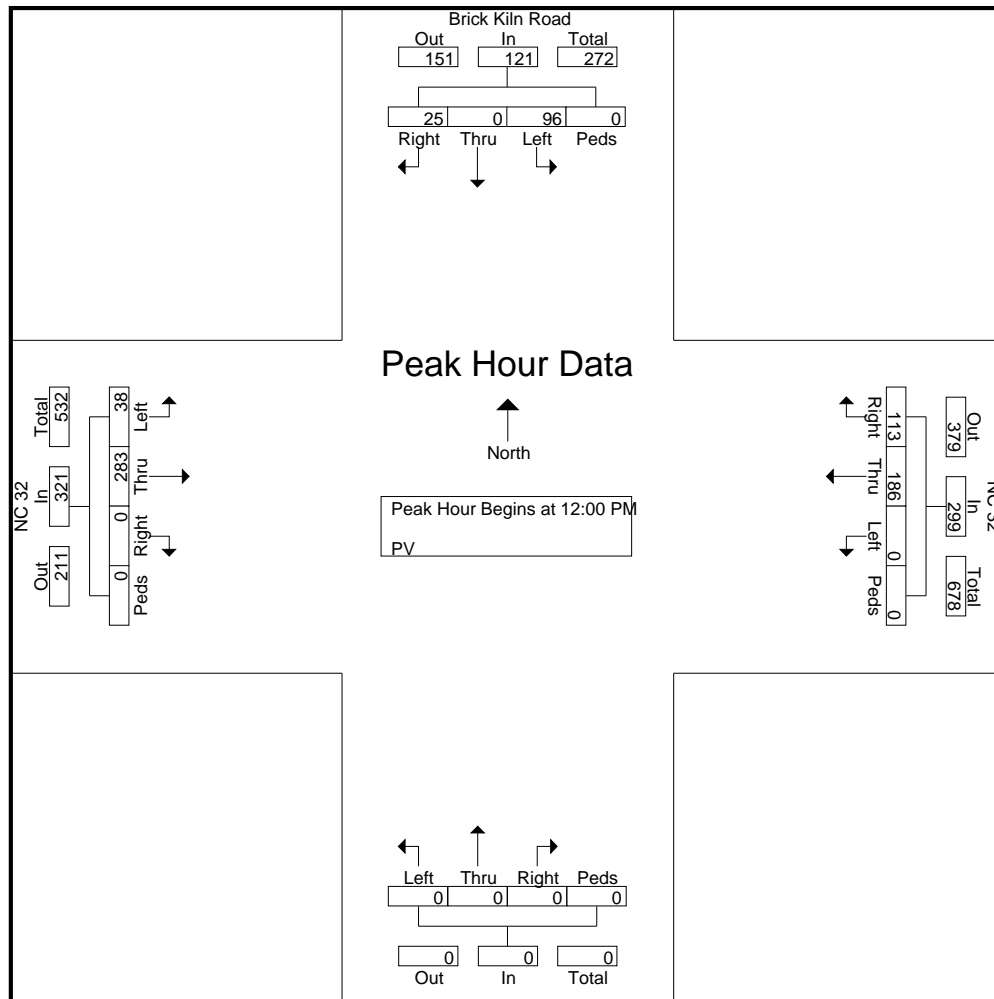 Brick Kiln Road
Out In Total
151 121 272
25 0 96 0
Right Thru Left Peds
Peak Hour Data
North
Peak Hour Begins at 12:00 PM
PV
NC 32
Total In Out
532 321 211
38 283 0 0
Left Thru Right Peds
Right Thru Left Peds
113 186 0 0
Out In Total
379 299 678
NC 32
Left Thru Right Peds
0 0 0 0
0 0 0
Out In Total